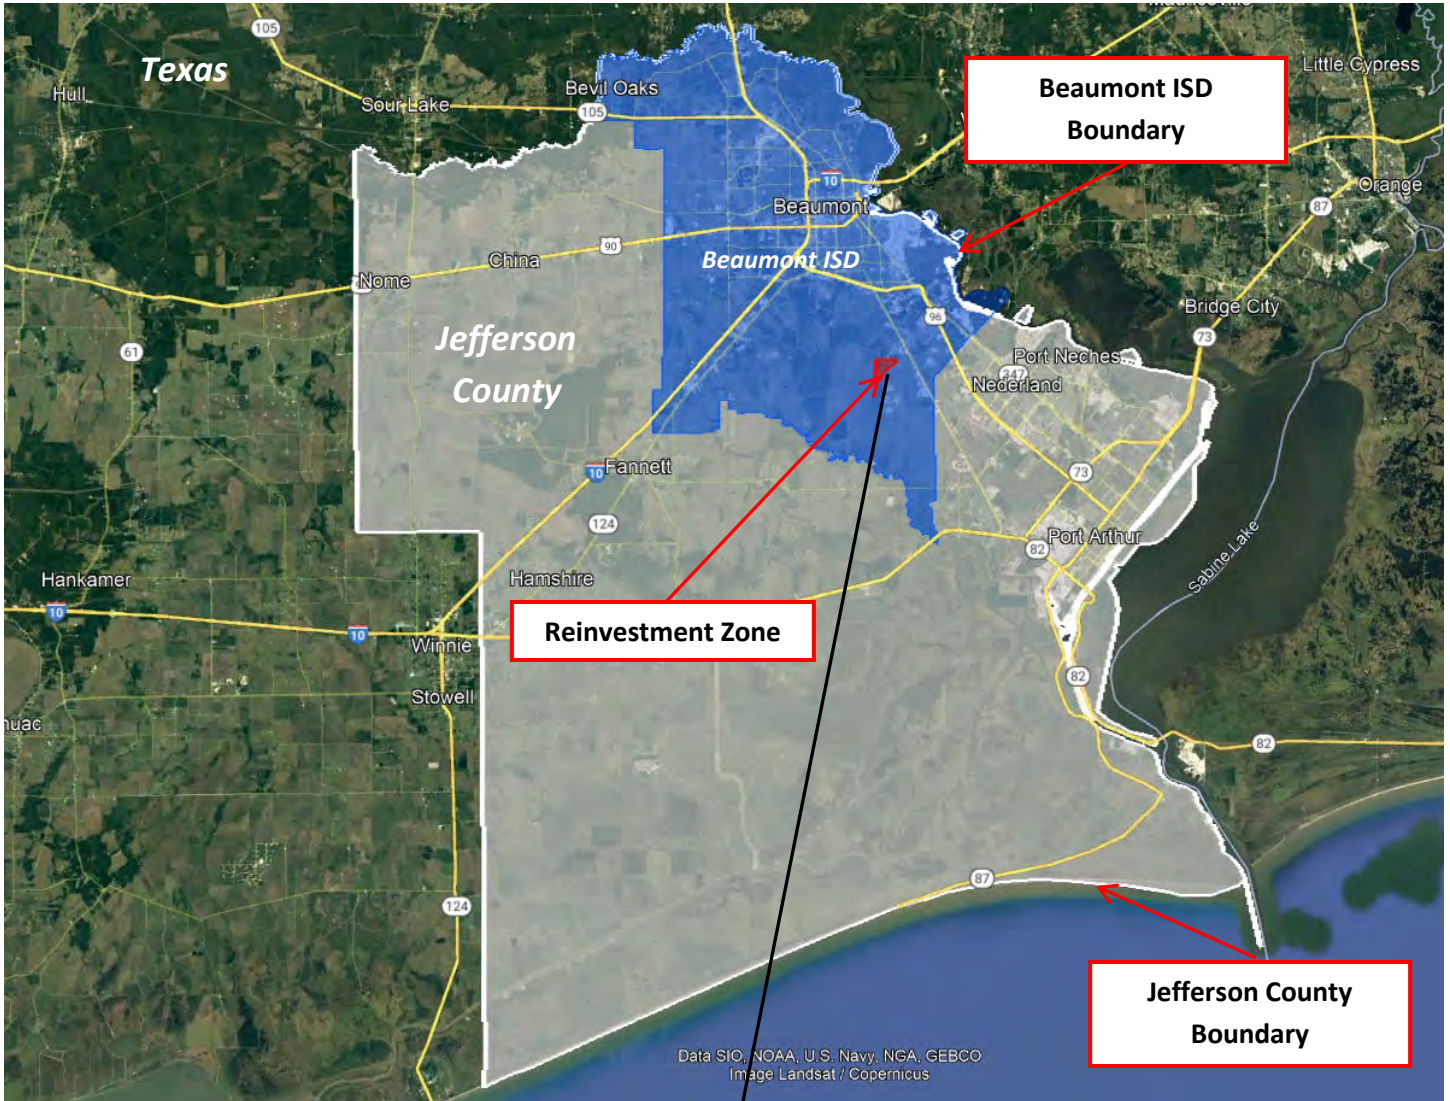 105
Texas
Hull
Sour Lake
Bevil Oaks
105
Little Cypress
Beaumont ISD
Boundary
10
Orange
87
Beaumont
90
China
Beaumont ISD
Nome
Bridge City
96
73
61
Jefferson
County
Port Neches
347
Nederland
Fannett
10
73
124
Port Arthur
82
Sabine Lake
Hankamer
Hamshire
10
10
Reinvestment Zone
Winnie
82
Stowell
huac
82
87
124
Jefferson County
Boundary
Data SIO, NOAA, U.S. Navy, NGA, GEBCO
Image Landsat / Copernicus